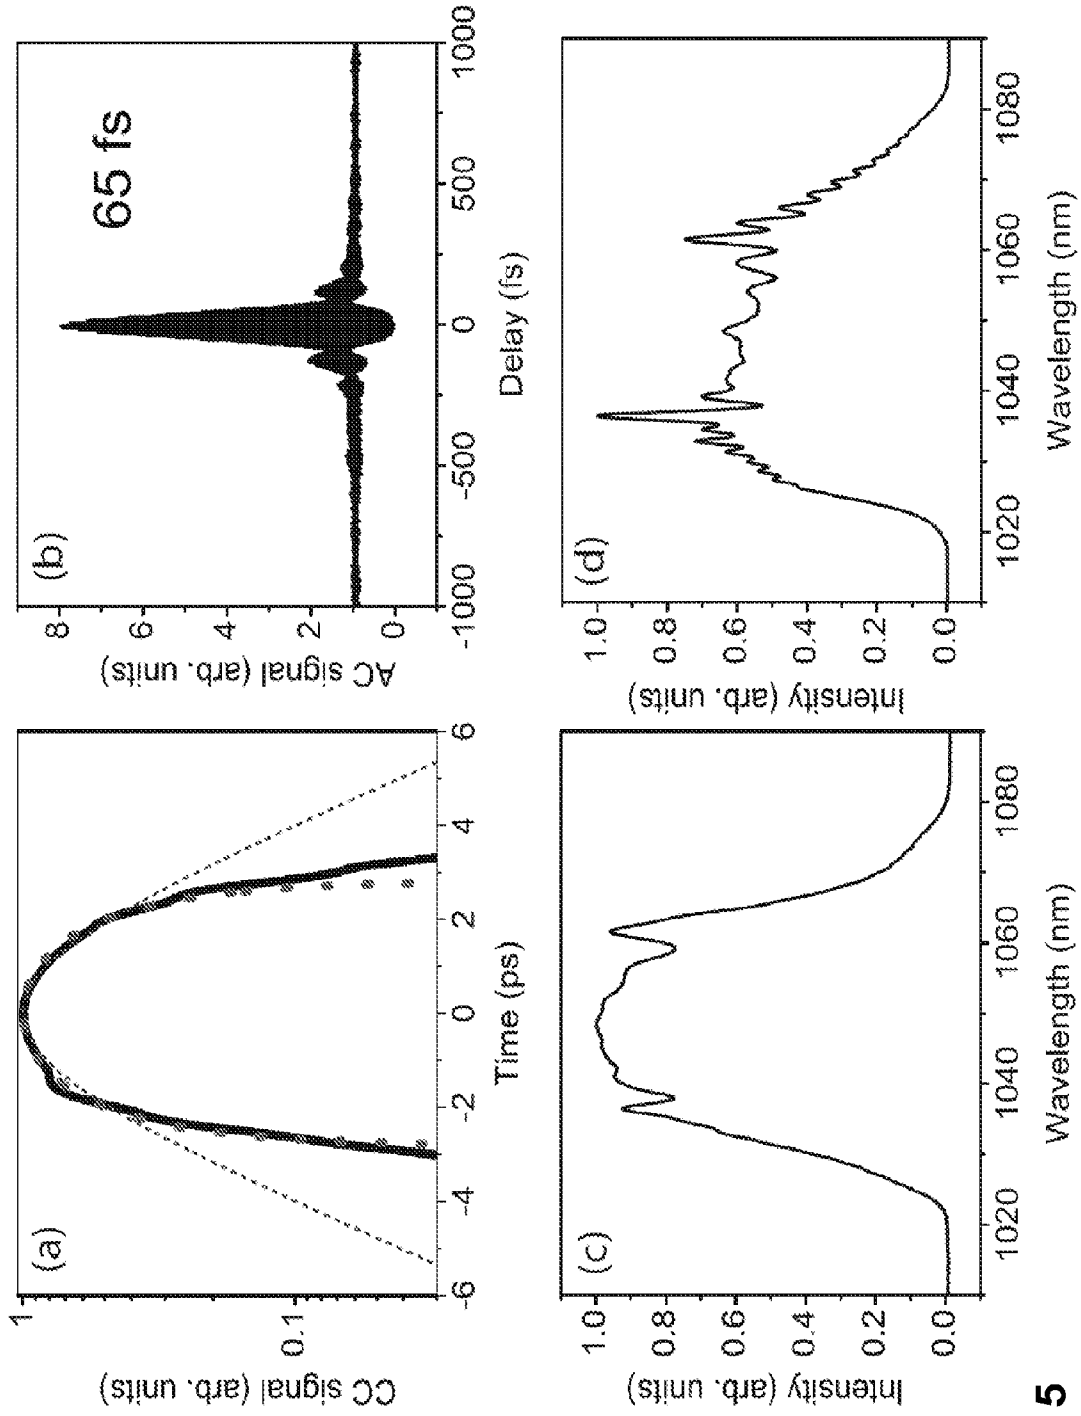 (a)
CC signal (arb. units)
1
0.1
-6 -4 -2 0 2 4 6
Time (ps)
(b)
65 fs
AC signal (arb. units)
8
6
4
2
0
-1000 -500 0 500 1000
Delay (fs)
(c)
Intensity (arb. units)
1.0
0.8
0.6
0.4
0.2
0.0
1020 1040 1060 1080
Wavelength (nm)
(d)
Intensity (arb. units)
1.0
0.8
0.6
0.4
0.2
0.0
1020 1040 1060 1080
Wavelength (nm)
5